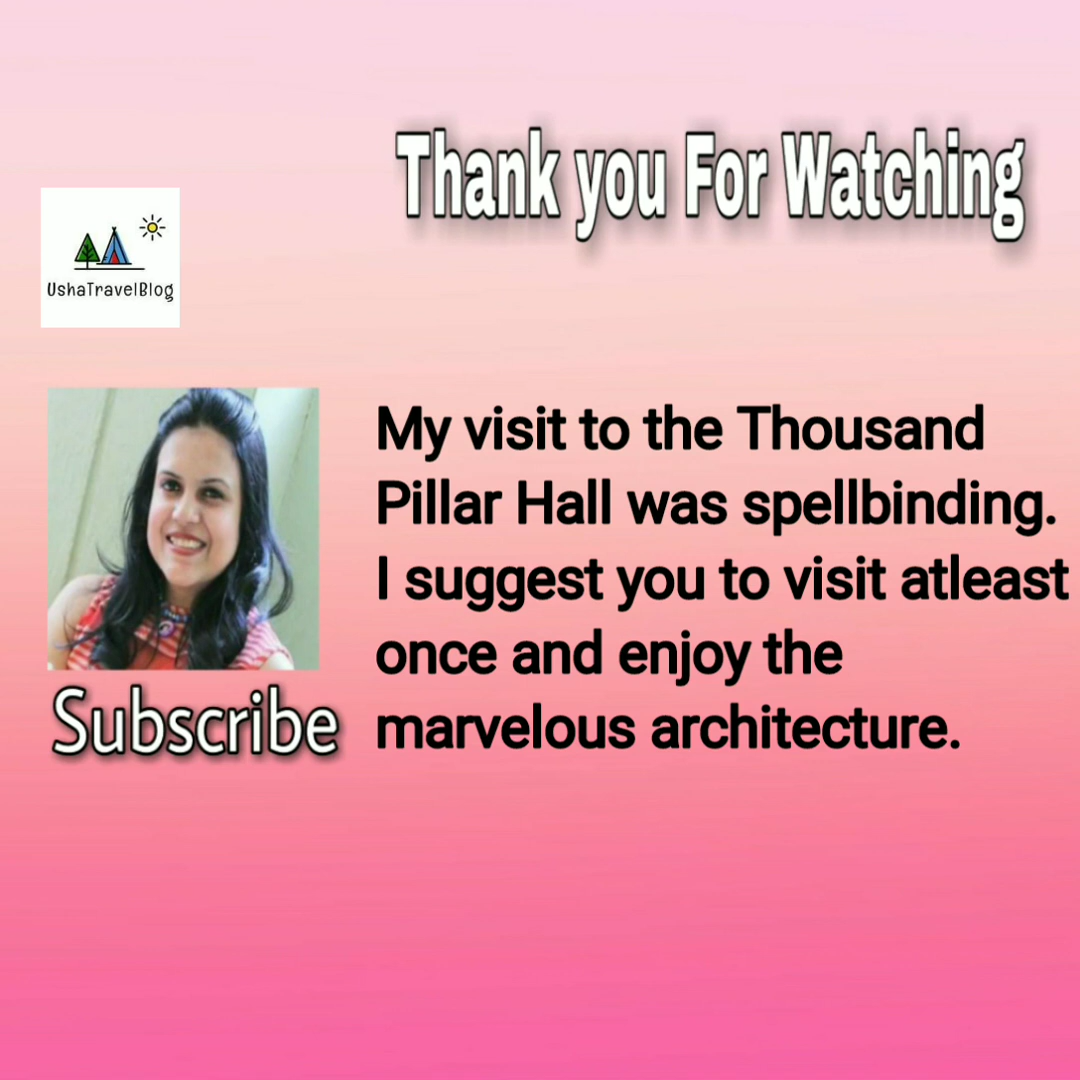 Thank you For Watching
UshaTravelBlog
My visit to the Thousand
Pillar Hall was spellbinding.
I suggest you to visit atleast
once and enjoy the
marvelous architecture.
Subscribe